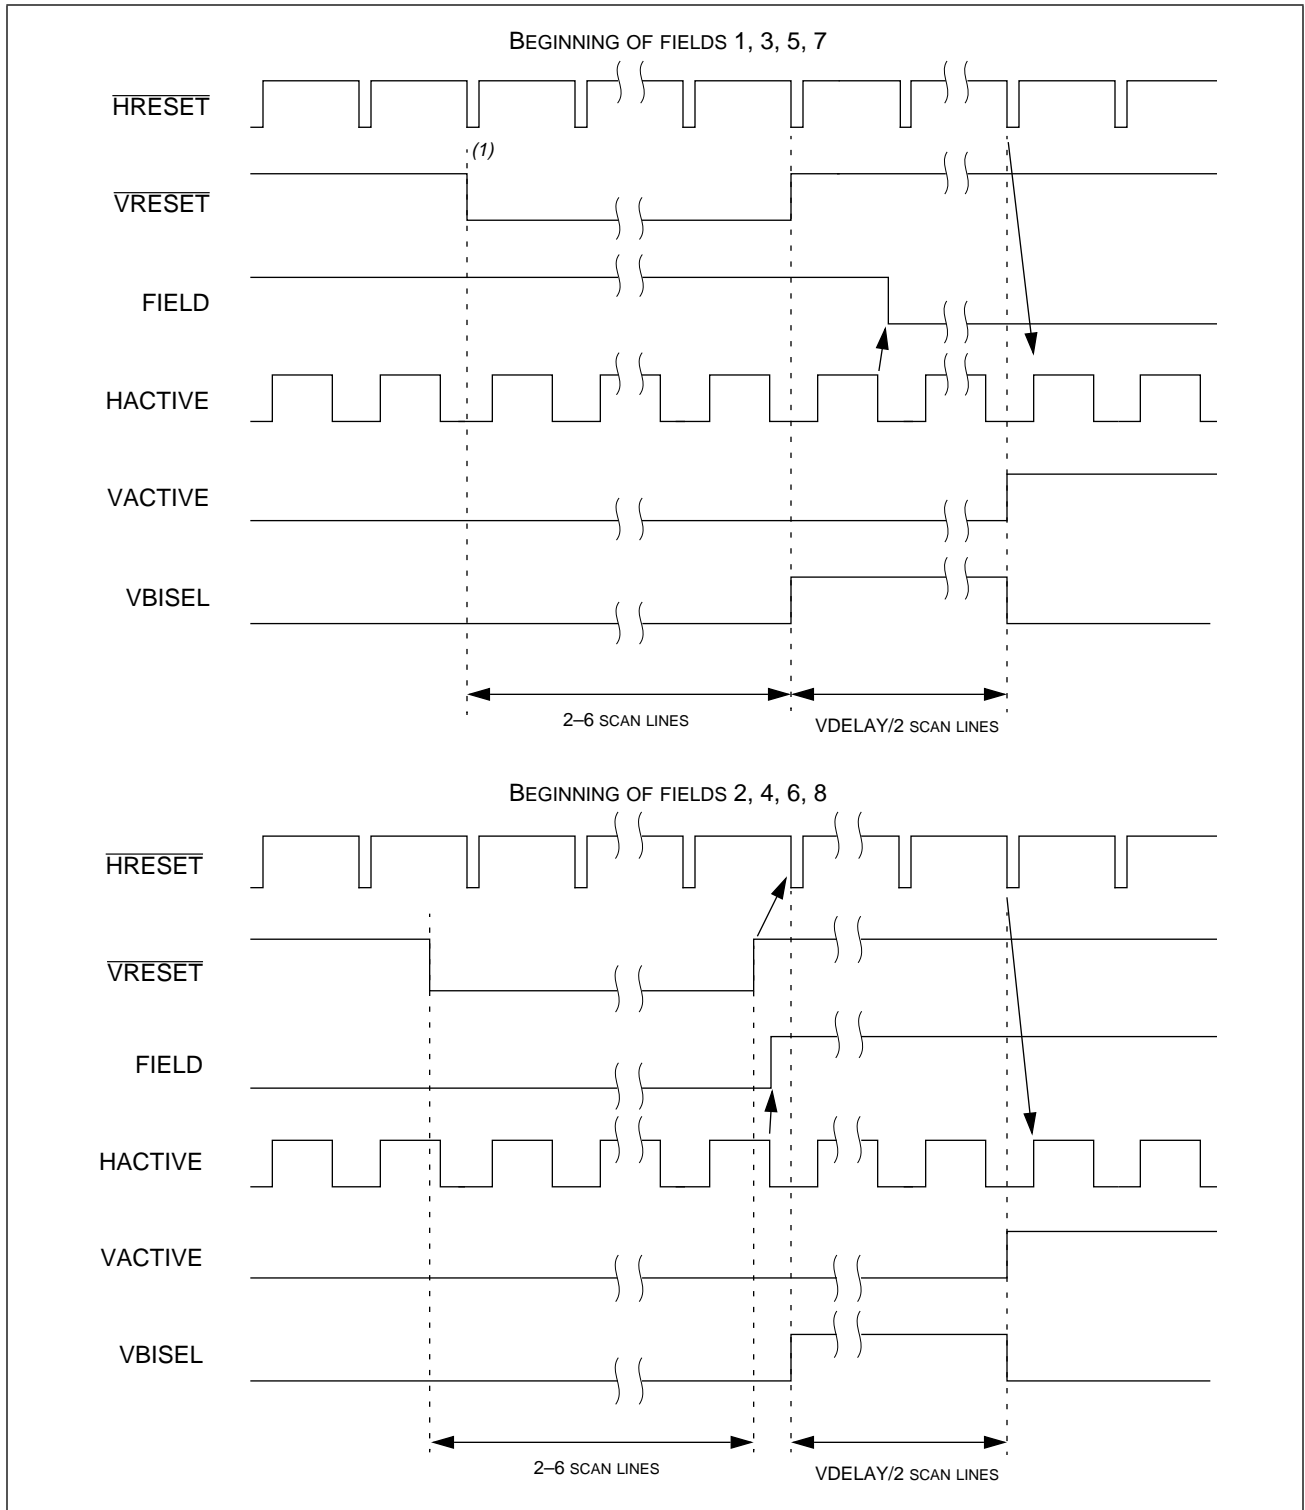 BEGINNING OF FIELDS 1, 3, 5, 7
HRESET
(1)
VRESET
FIELD
HACTIVE
VACTIVE
VBISEL
2–6 SCAN LINES
VDELAY/2 SCAN LINES
BEGINNING OF FIELDS 2, 4, 6, 8
HRESET
VRESET
FIELD
HACTIVE
VACTIVE
VBISEL
2–6 SCAN LINES
VDELAY/2 SCAN LINES